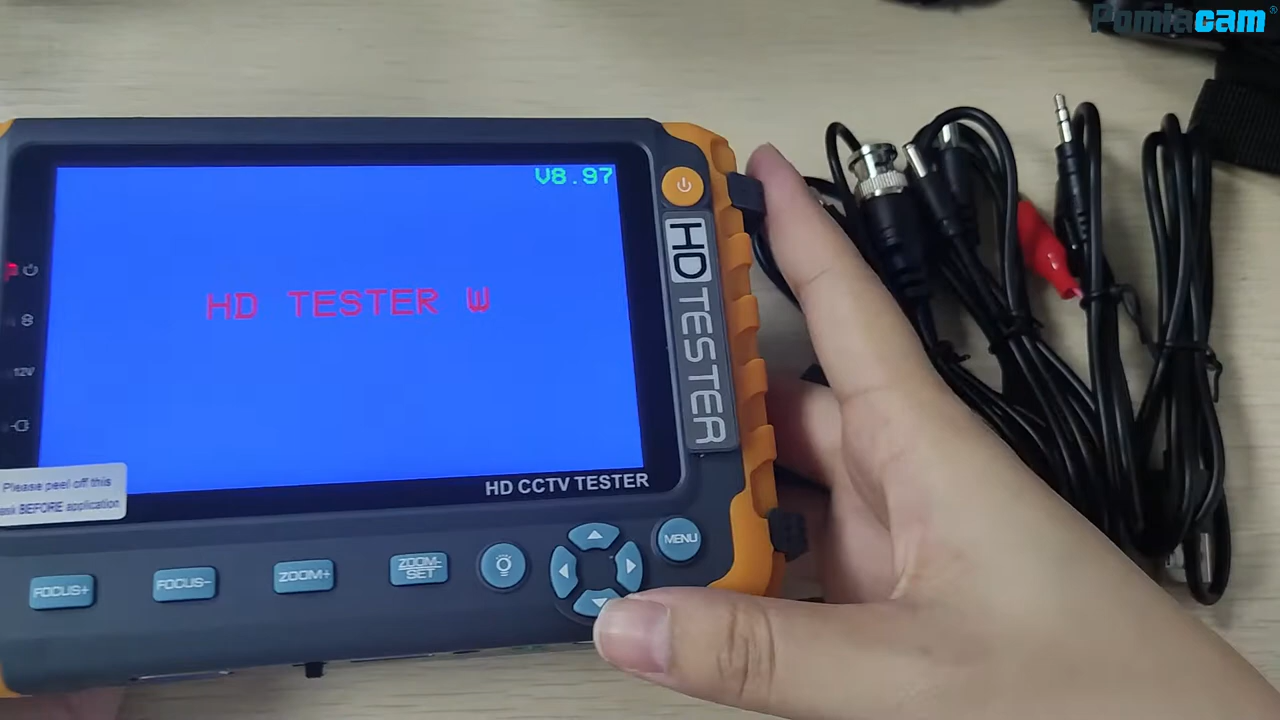 Pomiacam®
V8.97
HD TESTER W
12V
HD TESTER
Please peel off this
BEFORE application
HD CCTV TESTER
FOCUS+
FOCUS-
ZOOM+
ZOOM-
SET
MENU